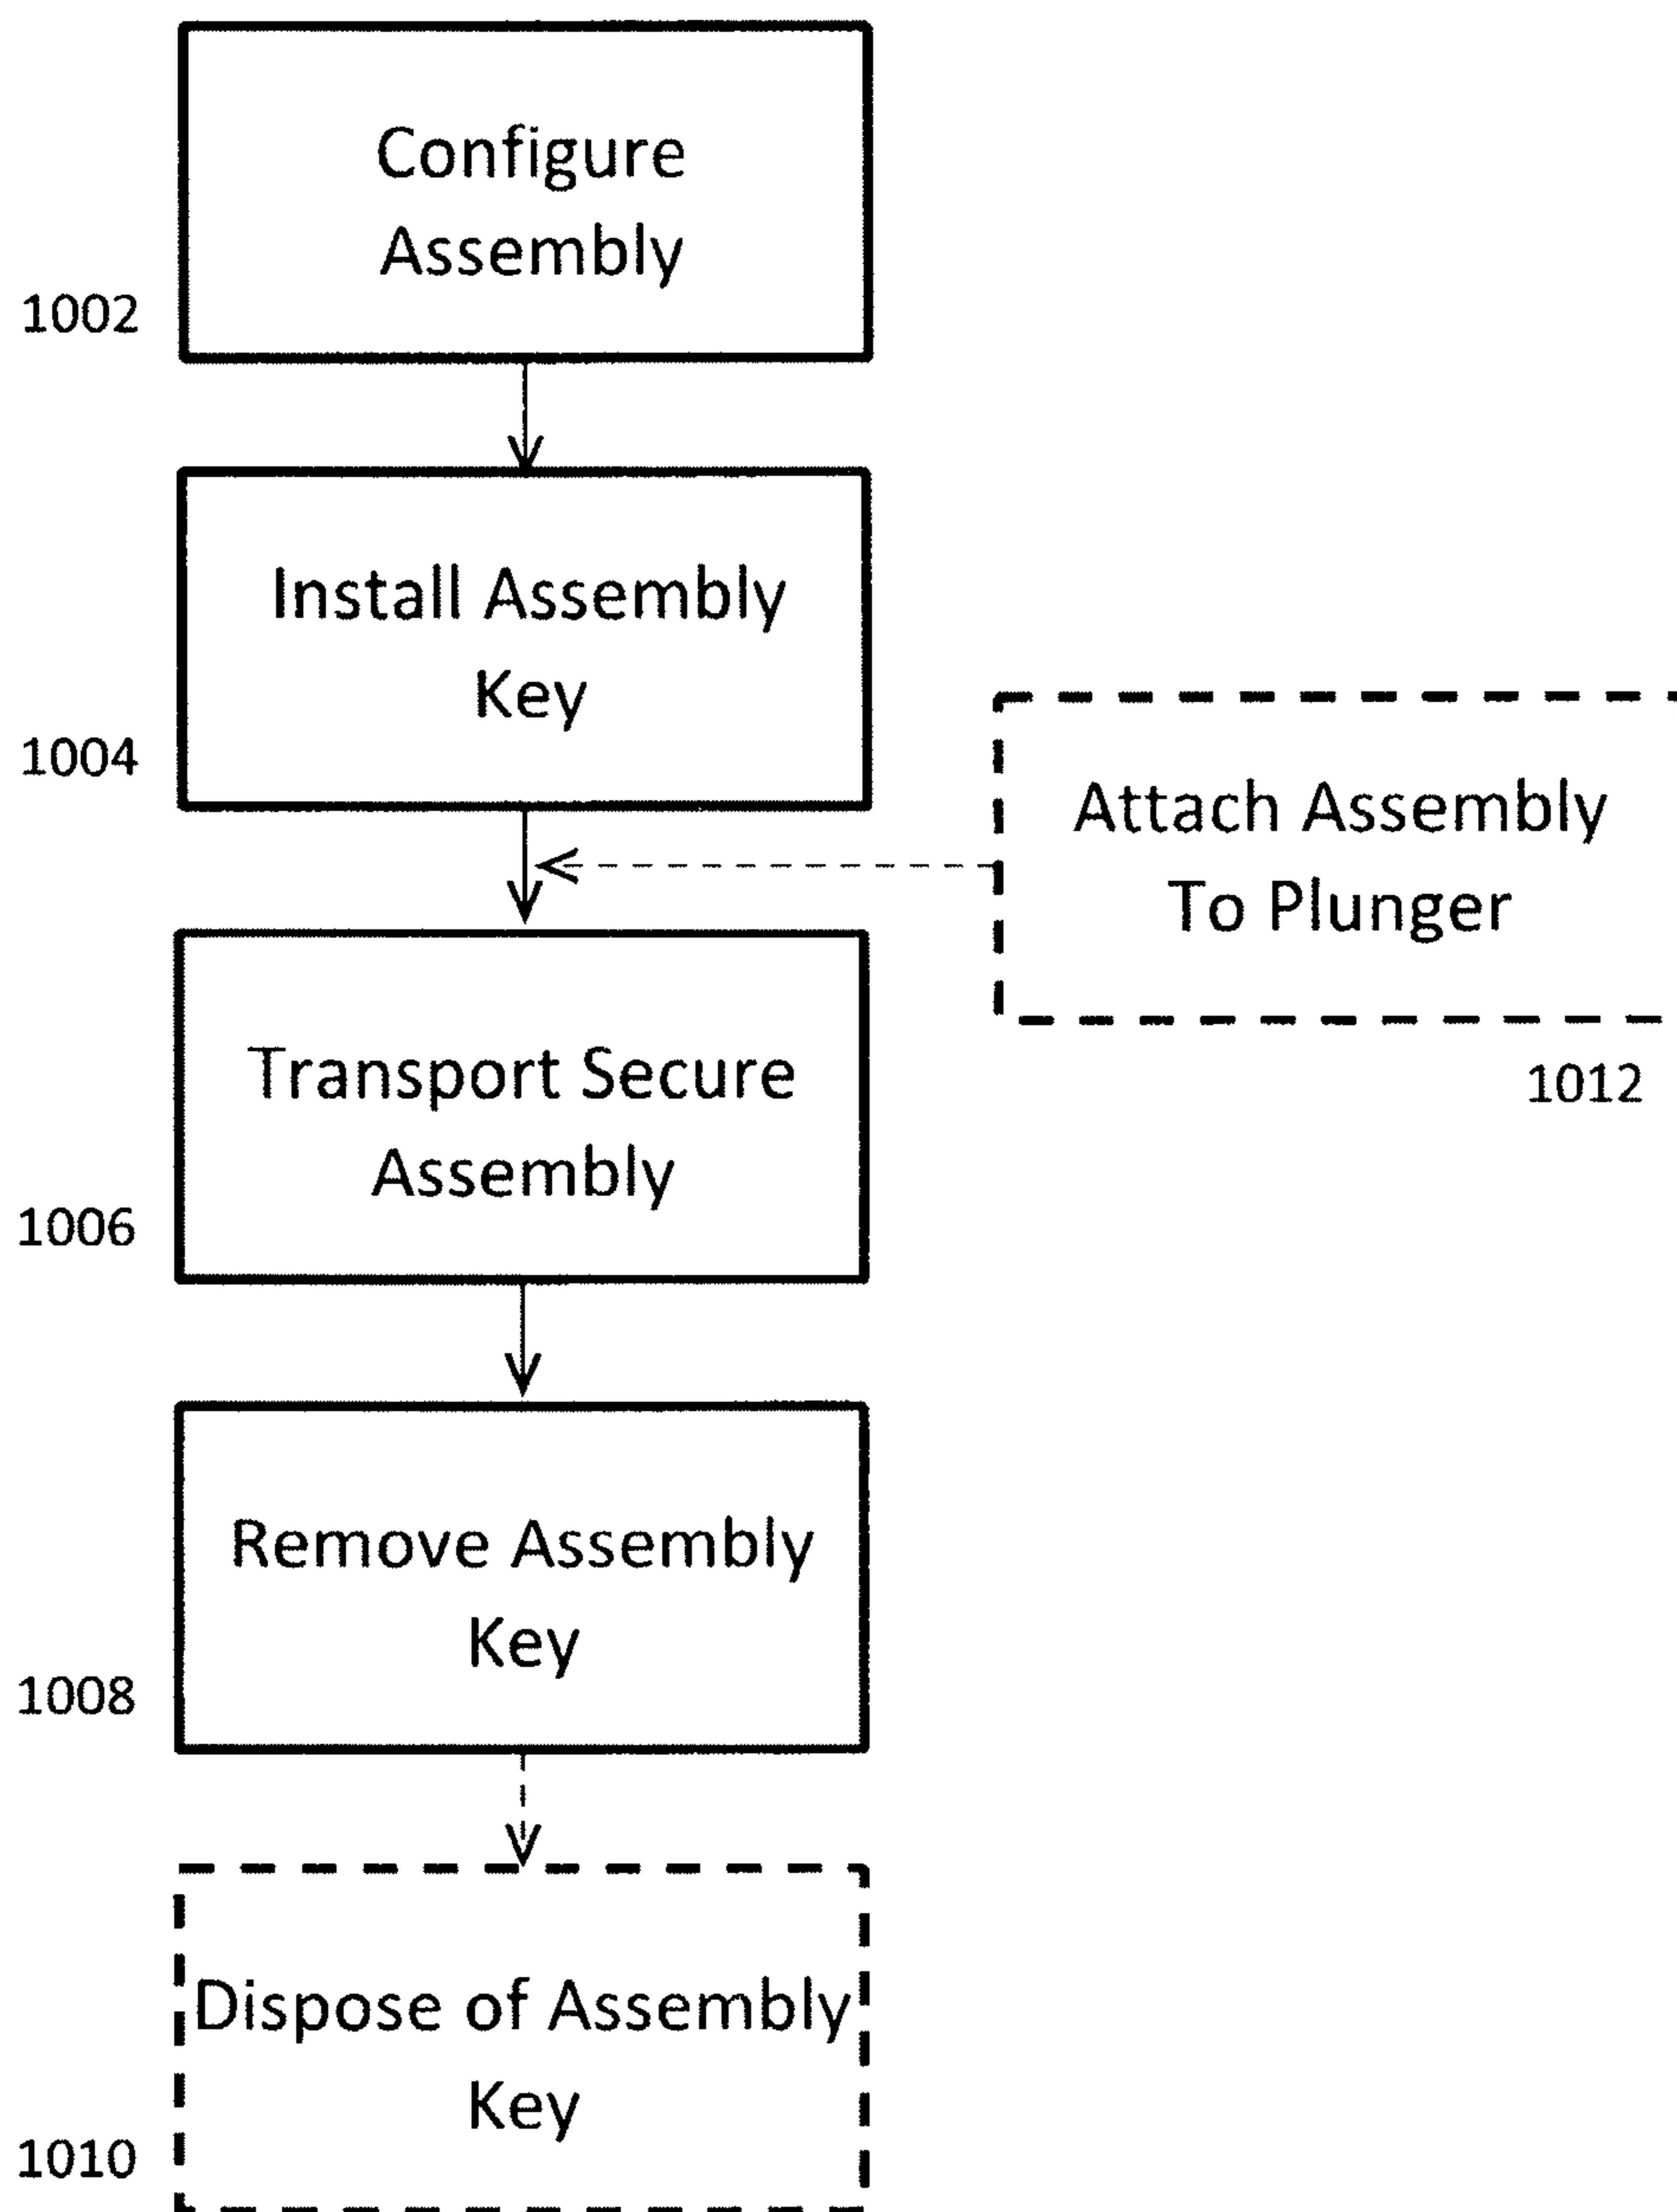 Configure
Assembly
1002
Install Assembly
Key
1004
Attach Assembly
To Plunger
1012
Transport Secure
Assembly
1006
Remove Assembly
Key
1008
Dispose of Assembly
Key
1010